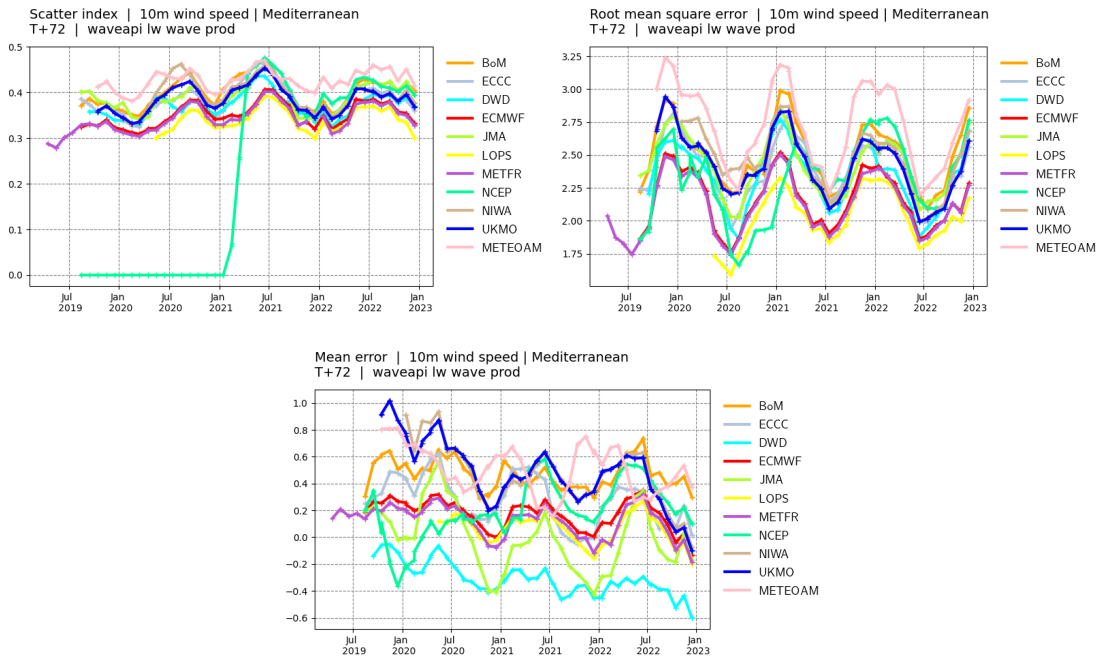 Scatter index | 10m wind speed | Mediterranean
T+72 | waveapi lw wave prod
0.5
0.4
0.3
0.2
0.1
0.0
Jul
2019
Jan
2020
Jul
2020
Jan
2021
Jul
2021
Jan
2022
Jul
2022
Jan
2023
BoM
ECCC
DWD
ECMWF
JMA
LOPS
METFR
NCEP
NIWA
UKMO
METEOAM
Root mean square error | 10m wind speed | Mediterranean
T+72 | waveapi lw wave prod
3.25
3.00
2.75
2.50
2.25
2.00
1.75
Jul
2019
Jan
2020
Jul
2020
Jan
2021
Jul
2021
Jan
2022
Jul
2022
Jan
2023
BoM
ECCC
DWD
ECMWF
JMA
LOPS
METFR
NCEP
NIWA
UKMO
METEOAM
Mean error | 10m wind speed | Mediterranean
T+72 | waveapi lw wave prod
1.0
0.8
0.6
0.4
0.2
0.0
−0.2
−0.4
−0.6
Jul
2019
Jan
2020
Jul
2020
Jan
2021
Jul
2021
Jan
2022
Jul
2022
Jan
2023
BoM
ECCC
DWD
ECMWF
JMA
LOPS
METFR
NCEP
NIWA
UKMO
METEOAM